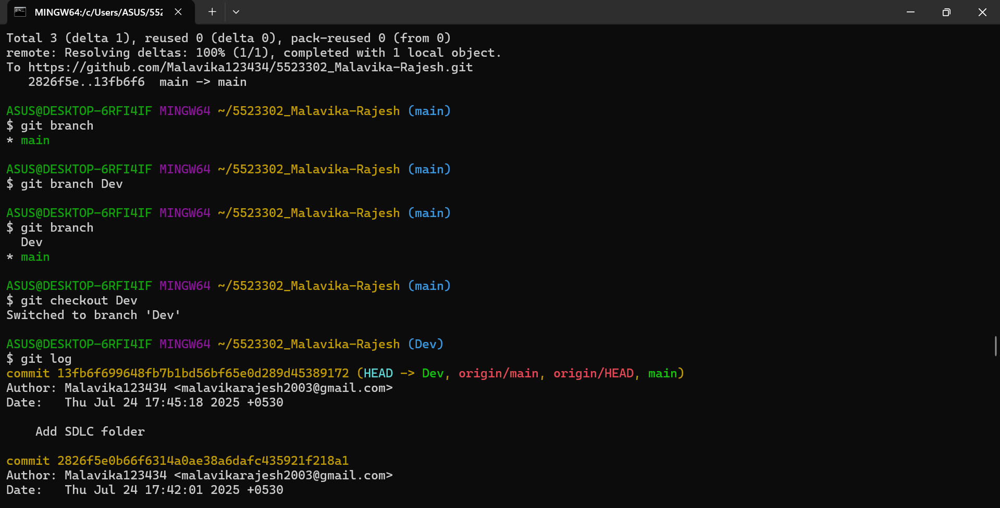 MINGW64:/c/Users/ASUS/552
Total 3 (delta 1), reused 0 (delta 0), pack-reused 0 (from 0)
remote: Resolving deltas: 100% (1/1), completed with 1 local object.
To https://github.com/Malavika123434/5523302_Malavika-Rajesh.git
   2826f5e..13fb6f6  main -> main
ASUS@DESKTOP-6RFI4IF MINGW64 ~/5523302_Malavika-Rajesh (main)
$ git branch
* main
ASUS@DESKTOP-6RFI4IF MINGW64 ~/5523302_Malavika-Rajesh (main)
$ git branch Dev
ASUS@DESKTOP-6RFI4IF MINGW64 ~/5523302_Malavika-Rajesh (main)
$ git branch
  Dev
* main
ASUS@DESKTOP-6RFI4IF MINGW64 ~/5523302_Malavika-Rajesh (main)
$ git checkout Dev
Switched to branch 'Dev'
ASUS@DESKTOP-6RFI4IF MINGW64 ~/5523302_Malavika-Rajesh (Dev)
$ git log
commit 13fb6f699648fb7b1bd56bf65e0d289d45389172 (HEAD -> Dev, origin/main, origin/HEAD, main)
Author: Malavika123434 <malavikarajesh2003@gmail.com>
Date:   Thu Jul 24 17:45:18 2025 +0530
    Add SDLC folder
commit 2826f5e0b66f6314a0ae38a6dafc435921f218a1
Author: Malavika123434 <malavikarajesh2003@gmail.com>
Date:   Thu Jul 24 17:42:01 2025 +0530